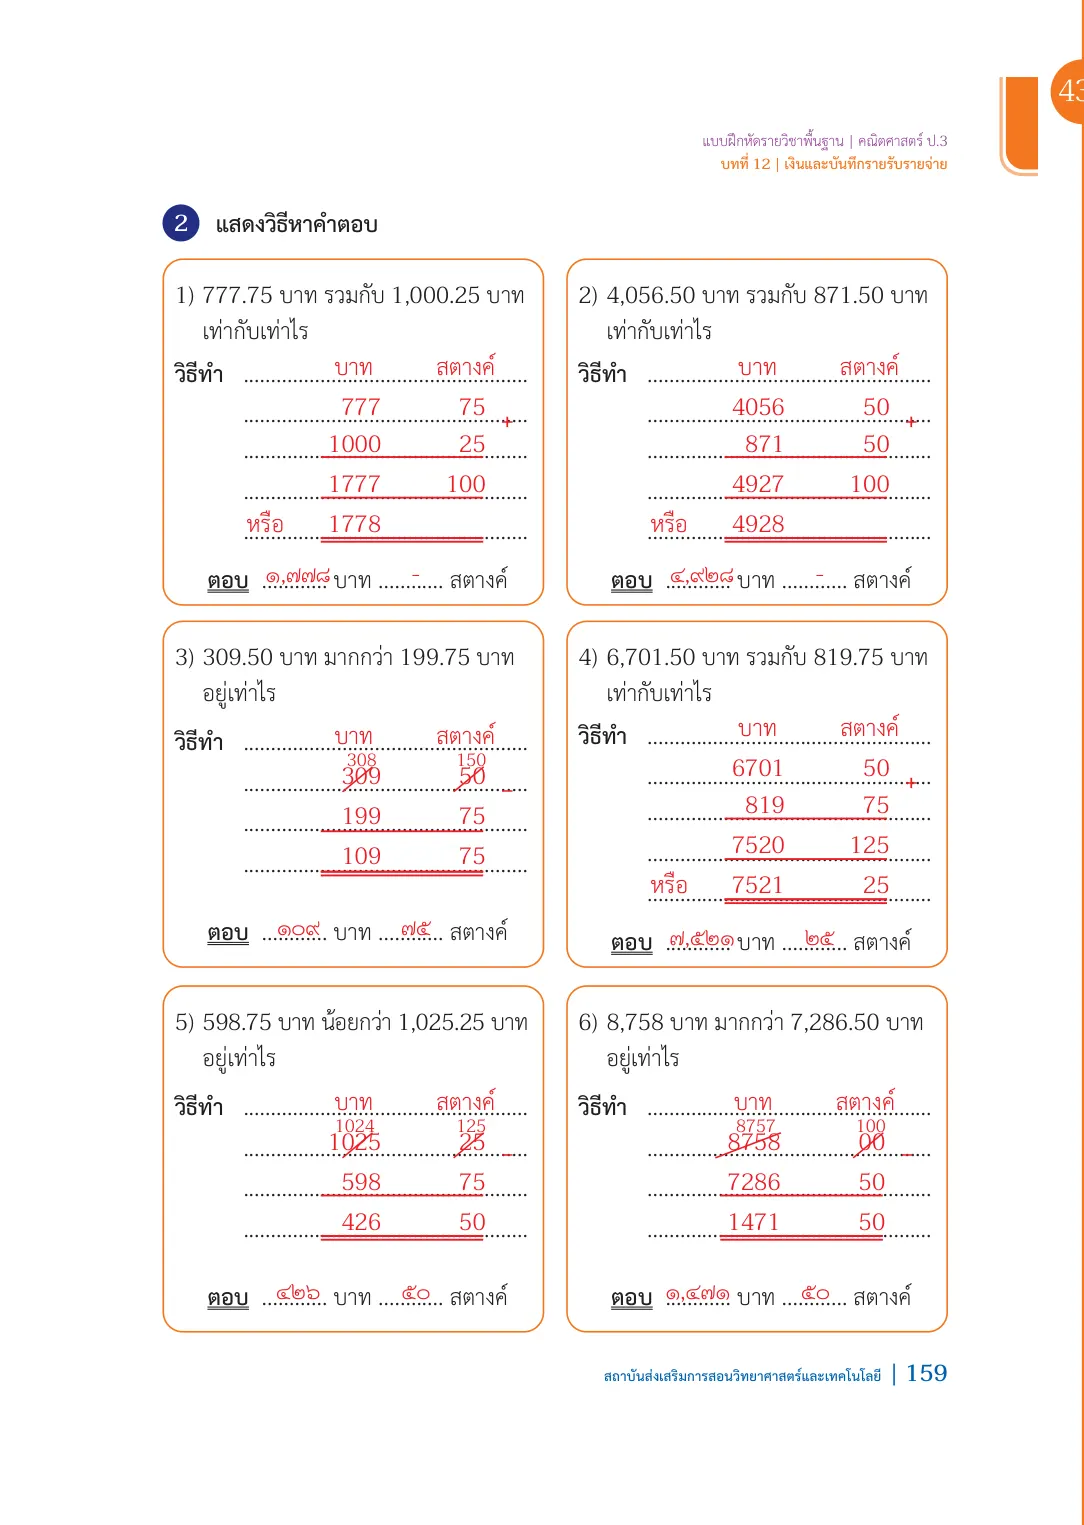 43
แบบฝึกหัดรายวิชาพื้นฐาน | คณิตศาสตร์ ป.3
บทที่ 12 | เงินและบันทึกรายรับรายจ่าย
2 แสดงวิธีหาคำตอบ
1) 777.75 บาท รวมกับ 1,000.25 บาท
เท่ากับเท่าไร
วิธีทำ บาท สตางค์
777 75 +
1000 25
1777 100
หรือ 1778
ตอบ ๑,๗๗๘ บาท - สตางค์
2) 4,056.50 บาท รวมกับ 871.50 บาท
เท่ากับเท่าไร
วิธีทำ บาท สตางค์
4056 50 +
871 50
4927 100
หรือ 4928
ตอบ ๔,๙๒๘ บาท - สตางค์
3) 309.50 บาท มากกว่า 199.75 บาท
อยู่เท่าไร
วิธีทำ บาท สตางค์
308 150
309 50 -
199 75
109 75
ตอบ ๑๐๙ บาท ๗๕ สตางค์
4) 6,701.50 บาท รวมกับ 819.75 บาท
เท่ากับเท่าไร
วิธีทำ บาท สตางค์
6701 50 +
819 75
7520 125
หรือ 7521 25
ตอบ ๗,๕๒๑ บาท ๒๕ สตางค์
5) 598.75 บาท น้อยกว่า 1,025.25 บาท
อยู่เท่าไร
วิธีทำ บาท สตางค์
1024 125
1025 25 -
598 75
426 50
ตอบ ๔๒๖ บาท ๕๐ สตางค์
6) 8,758 บาท มากกว่า 7,286.50 บาท
อยู่เท่าไร
วิธีทำ บาท สตางค์
8757 100
8758 00 -
7286 50
1471 50
ตอบ ๑,๔๗๑ บาท ๕๐ สตางค์
สถาบันส่งเสริมการสอนวิทยาศาสตร์และเทคโนโลยี | 159